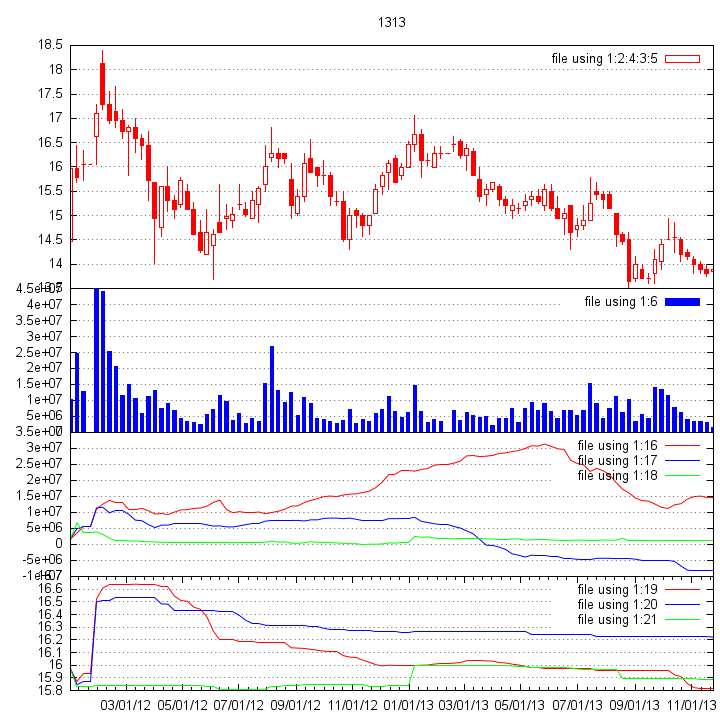 1313
18.5
file using 1:2:4:3:5
18
17.5
17
16.5
16
15.5
15
14.5
14
4.5e+07
file using 1:6
4e+07
3.5e+07
3e+07
2.5e+07
2e+07
1.5e+07
1e+07
5e+06
3.5e+07
file using 1:16
3e+07
file using 1:17
2.5e+07
file using 1:18
2e+07
1.5e+07
1e+07
5e+06
0
-5e+06
-1e+07
16.6
file using 1:19
16.5
file using 1:20
16.4
file using 1:21
16.3
16.2
16.1
16
15.9
15.8
03/01/12 05/01/12 07/01/12 09/01/12 11/01/12 01/01/13 03/01/13 05/01/13 07/01/13 09/01/13 11/01/13